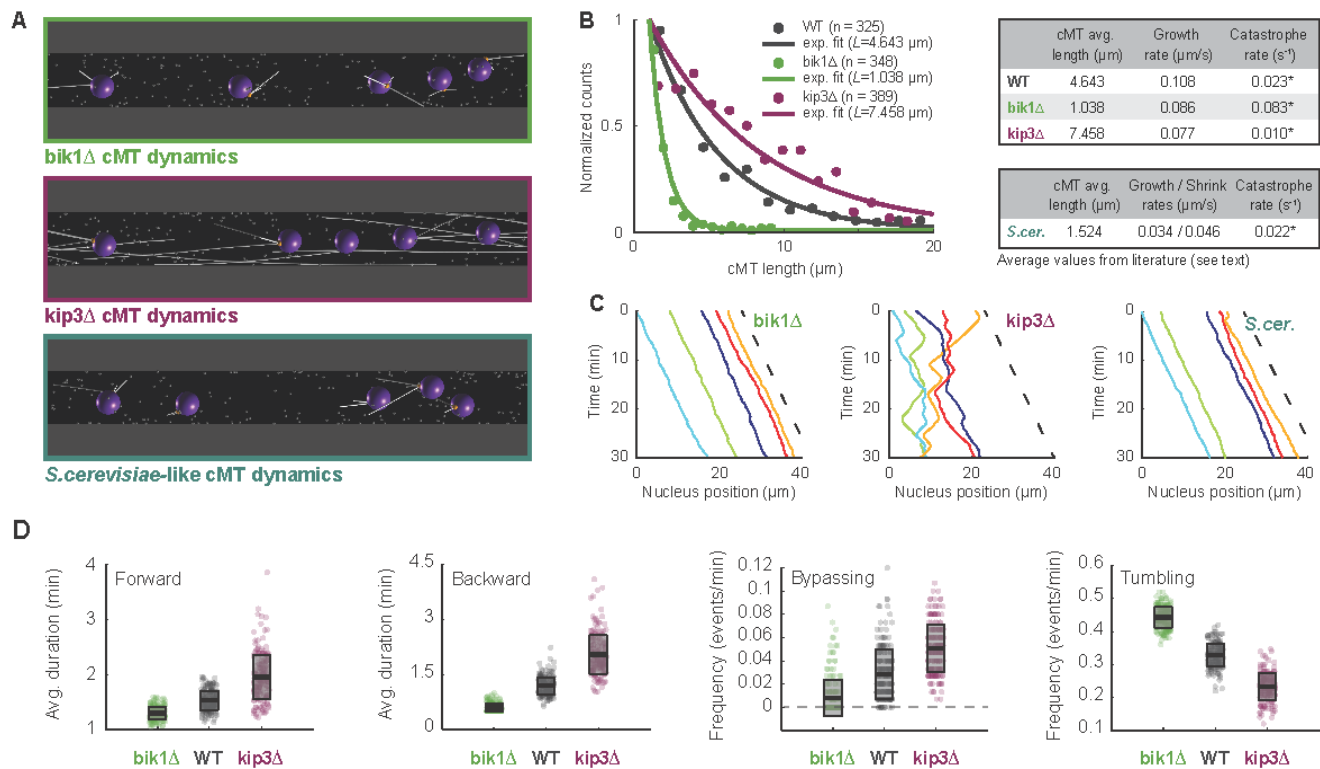 A
bik1Δ cMT dynamics
kip3Δ cMT dynamics
S.cerevisiae-like cMT dynamics
B
Normalized counts
1
0.5
0
0
10
20
cMT length (µm)
WT (n = 325)
exp. fit (L=4.643 µm)
bik1Δ (n = 348)
exp. fit (L=1.038 µm)
kip3Δ (n = 389)
exp. fit (L=7.458 µm)
cMT avg. length (µm) Growth rate (µm/s) Catastrophe rate (s⁻¹)
WT 4.643 0.108 0.023*
bik1Δ 1.038 0.086 0.083*
kip3Δ 7.458 0.077 0.010*
cMT avg. length (µm) Growth / Shrink rates (µm/s) Catastrophe rate (s⁻¹)
S.cer. 1.524 0.034 / 0.046 0.022*
Average values from literature (see text)
C
Time (min)
0
10
20
30
bik1Δ
0 10 20 30 40
Nucleus position (µm)
Time (min)
0
10
20
30
kip3Δ
0 10 20 30 40
Nucleus position (µm)
Time (min)
0
10
20
30
S.cer.
0 10 20 30 40
Nucleus position (µm)
D
Avg. duration (min)
4
3
2
1
Forward
bik1Δ WT kip3Δ
Avg. duration (min)
4.5
3
1.5
0
Backward
bik1Δ WT kip3Δ
Frequency (events/min)
0.12
0.1
0.08
0.06
0.04
0.02
0
Bypassing
bik1Δ WT kip3Δ
Frequency (events/min)
0.6
0.5
0.4
0.3
0.2
0.1
Tumbling
bik1Δ WT kip3Δ